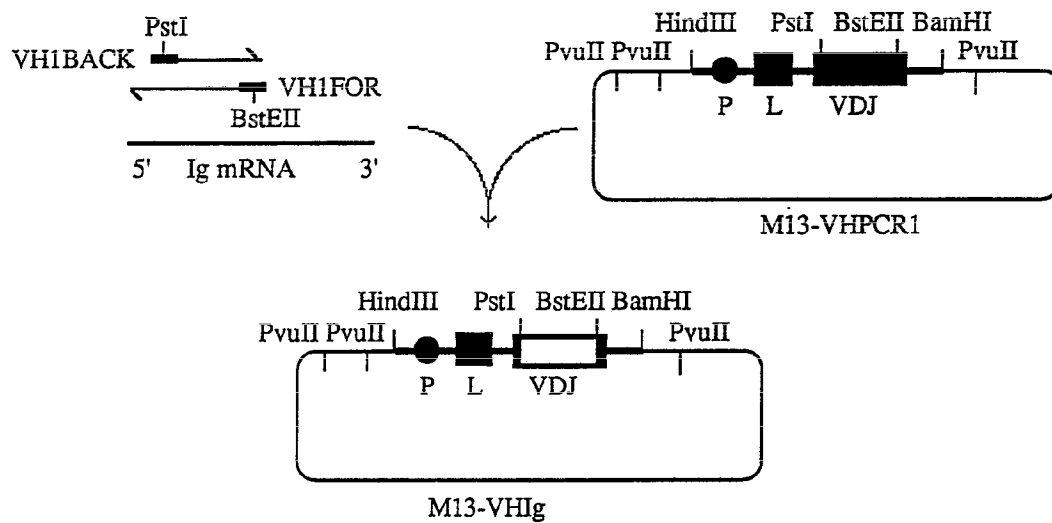 PstI
VH1BACK
VH1FOR
BstEII
5' Ig mRNA 3'
HindIII PstI BstEII BamHI
PvuII PvuII PvuII
P L VDJ
M13-VHPCR1
HindIII PstI BstEII BamHI
PvuII PvuII PvuII
P L VDJ
M13-VHIg